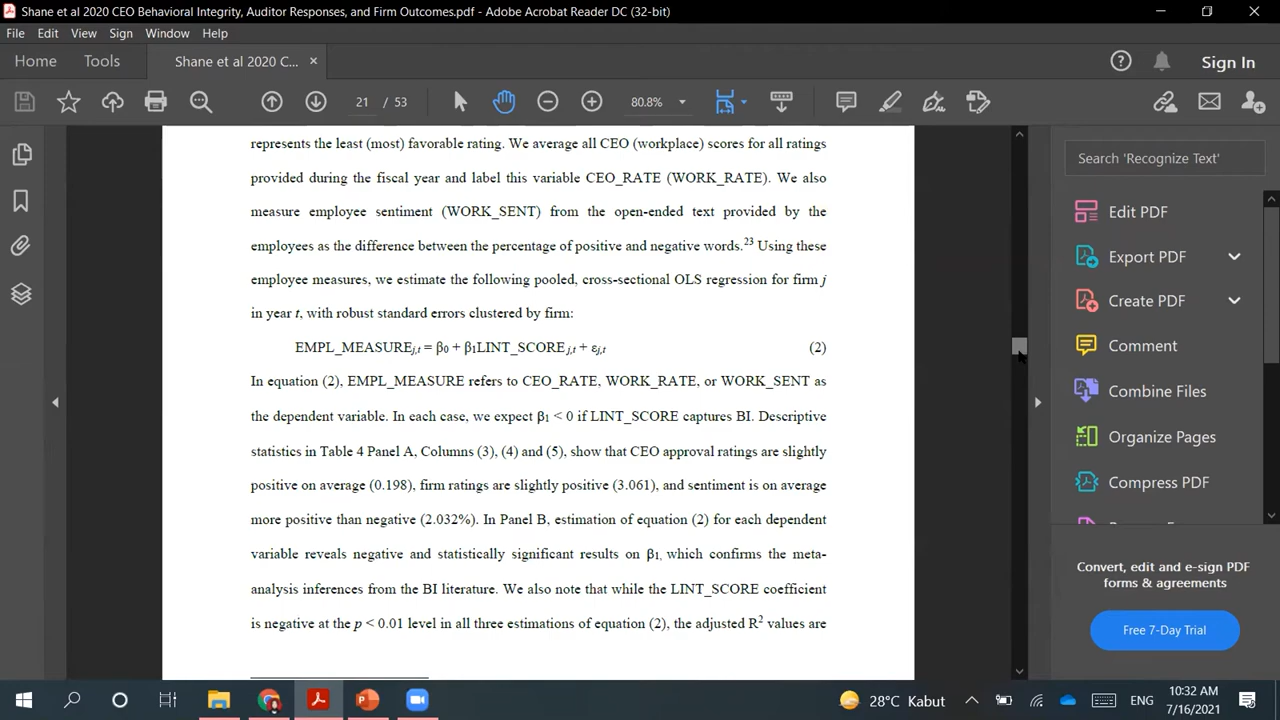 Shane et al 2020 CEO Behavioral Integrity, Auditor Responses, and Firm Outcomes.pdf - Adobe Acrobat Reader DC (32-bit)
File Edit View Sign Window Help
Home Tools Shane et al 2020 C... × Sign In
21 / 53 80.8%
represents the least (most) favorable rating. We average all CEO (workplace) scores for all ratings
provided during the fiscal year and label this variable CEO_RATE (WORK_RATE). We also
measure employee sentiment (WORK_SENT) from the open-ended text provided by the
employees as the difference between the percentage of positive and negative words.23 Using these
employee measures, we estimate the following pooled, cross-sectional OLS regression for firm j
in year t, with robust standard errors clustered by firm:
EMPL_MEASUREj,t = β0 + β1LINT_SCORE j,t + εj,t (2)
In equation (2), EMPL_MEASURE refers to CEO_RATE, WORK_RATE, or WORK_SENT as
the dependent variable. In each case, we expect β1 < 0 if LINT_SCORE captures BI. Descriptive
statistics in Table 4 Panel A, Columns (3), (4) and (5), show that CEO approval ratings are slightly
positive on average (0.198), firm ratings are slightly positive (3.061), and sentiment is on average
more positive than negative (2.032%). In Panel B, estimation of equation (2) for each dependent
variable reveals negative and statistically significant results on β1, which confirms the meta-
analysis inferences from the BI literature. We also note that while the LINT_SCORE coefficient
is negative at the p < 0.01 level in all three estimations of equation (2), the adjusted R2 values are
Search 'Recognize Text'
Edit PDF
Export PDF
Create PDF
Comment
Combine Files
Organize Pages
Compress PDF
Convert, edit and e-sign PDF
forms & agreements
Free 7-Day Trial
28°C Kabut
ENG
10:32 AM
7/16/2021